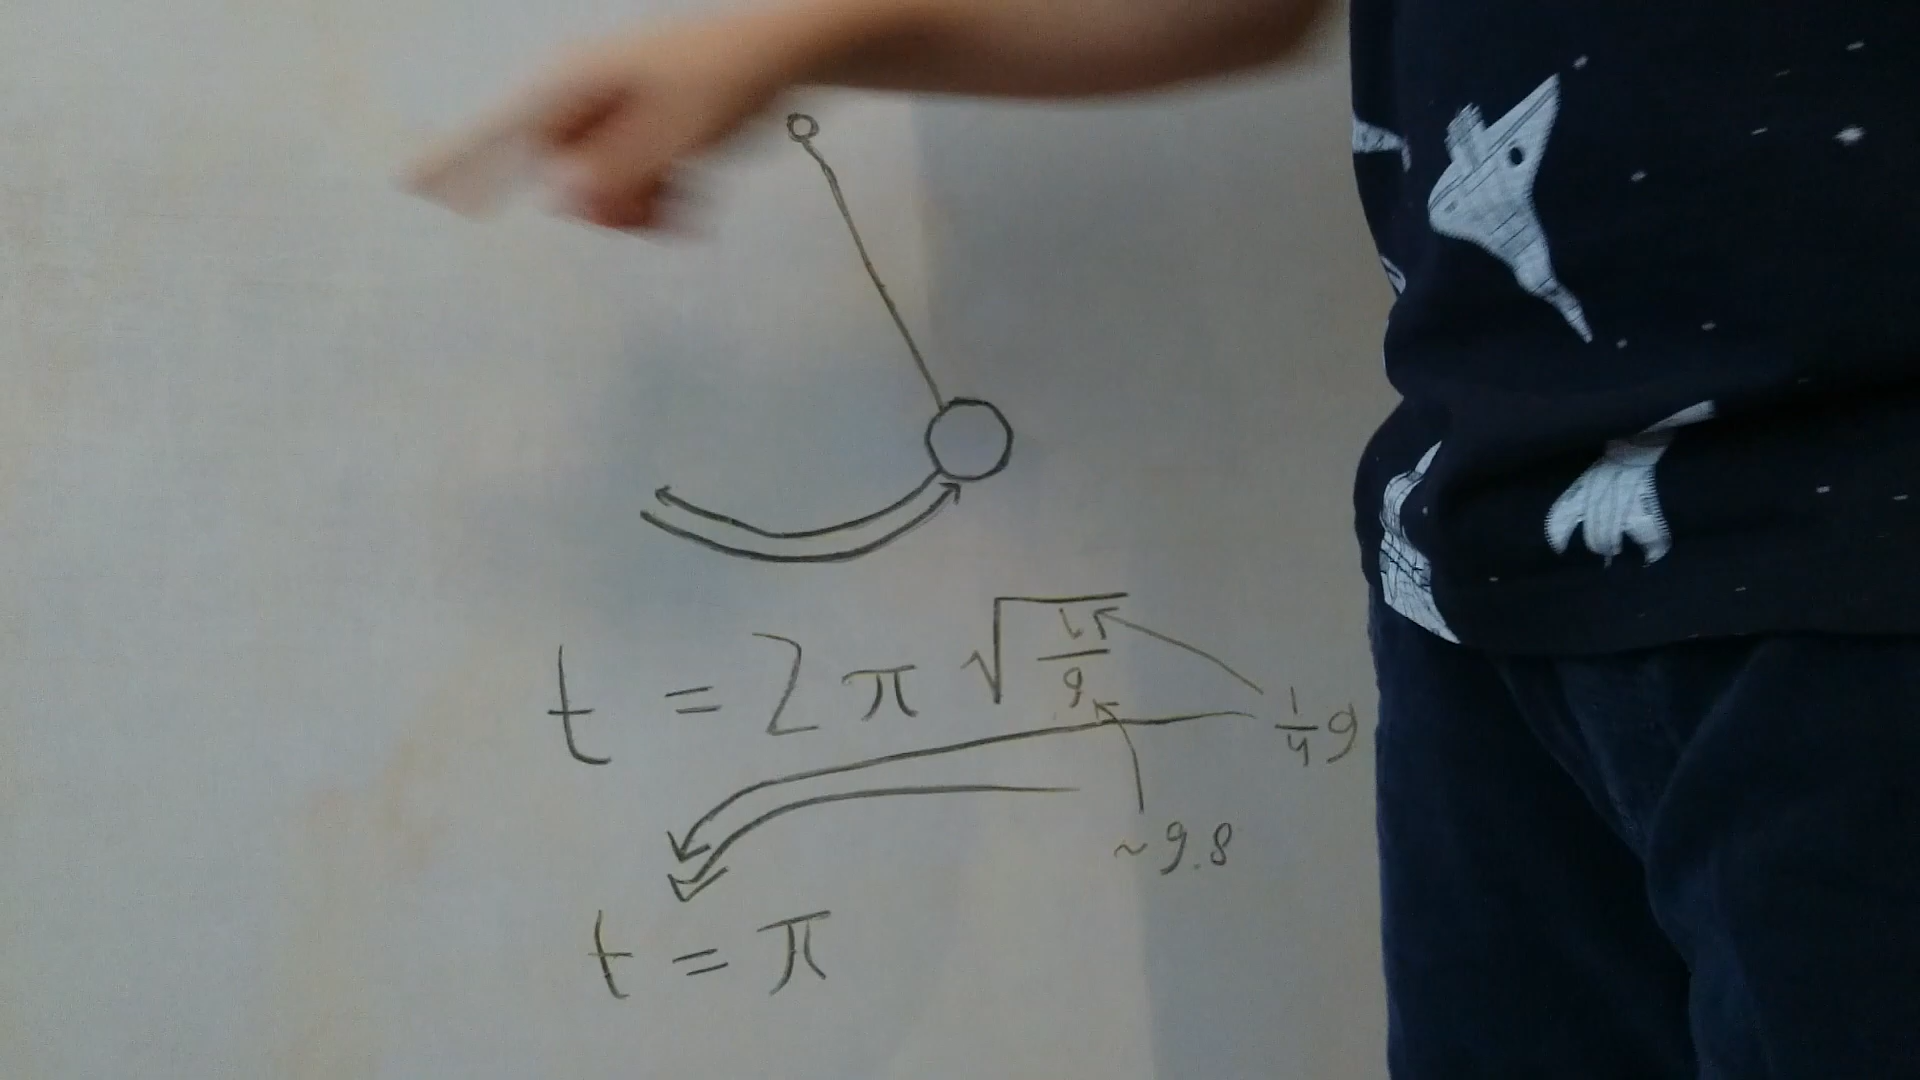 t = 2π√(l/g)
1/4 g
~9.8
t = π